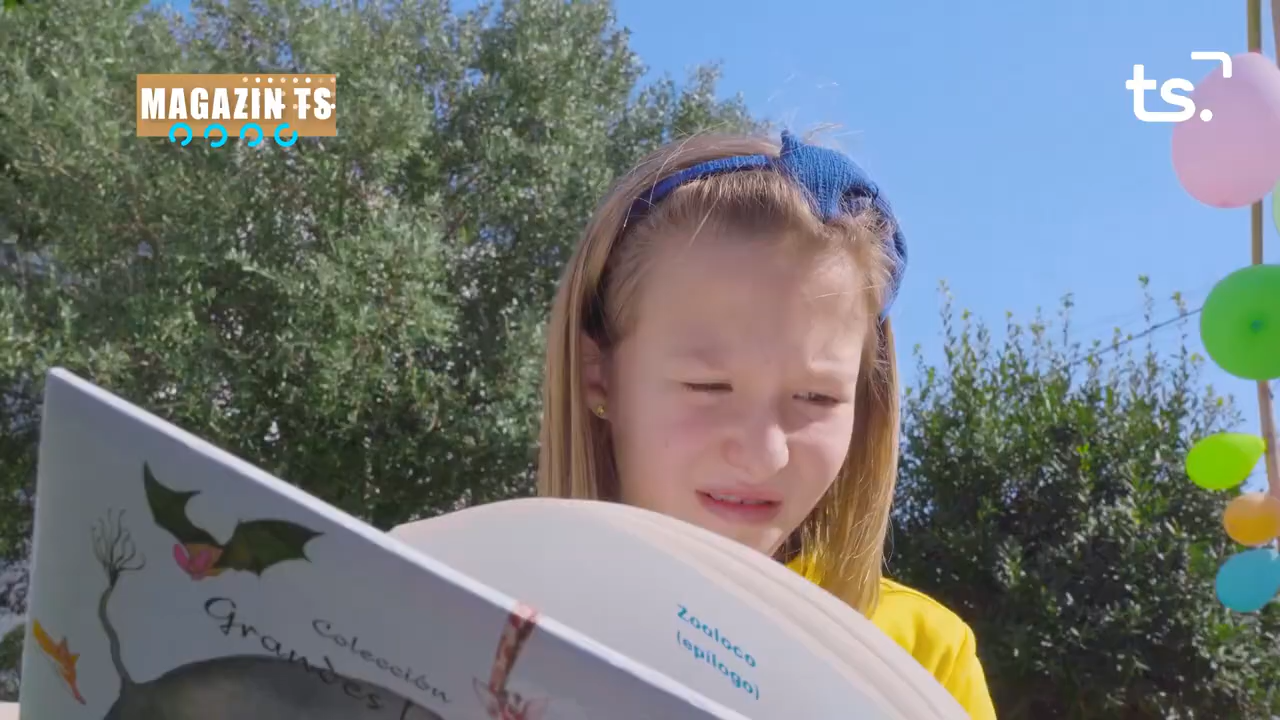 MAGAZIN TS
ts.
Colección
Grandes
Zooloco
(epílogo)